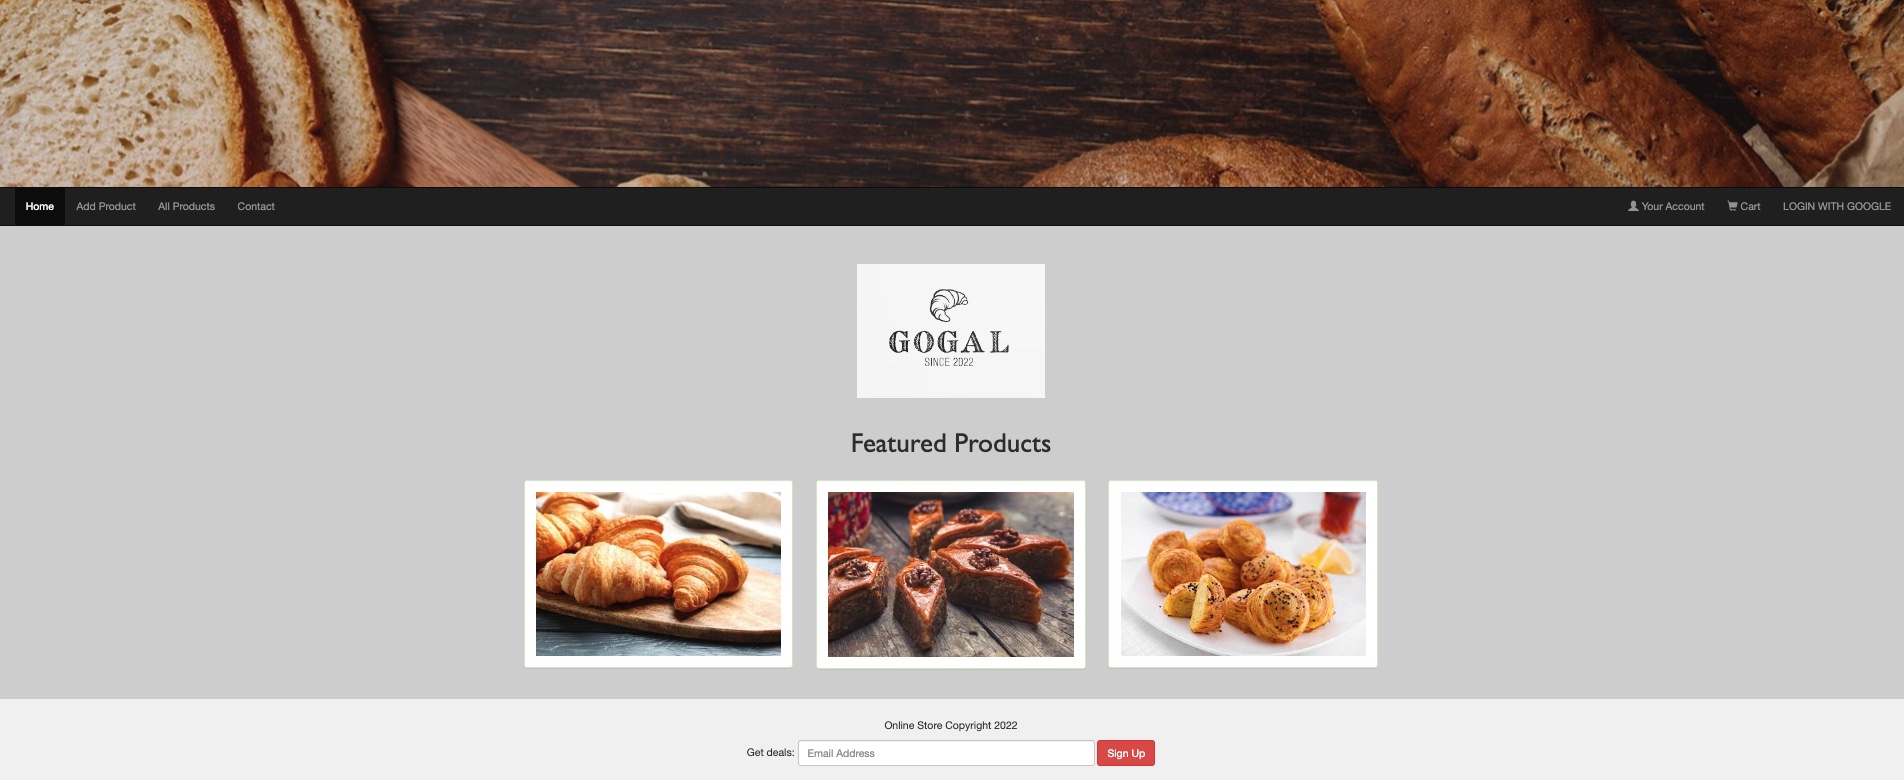 Home Add Product All Products Contact Your Account Cart LOGIN WITH GOOGLE
GOGAL
SINCE 2022
Featured Products
Online Store Copyright 2022
Get deals: Email Address Sign Up